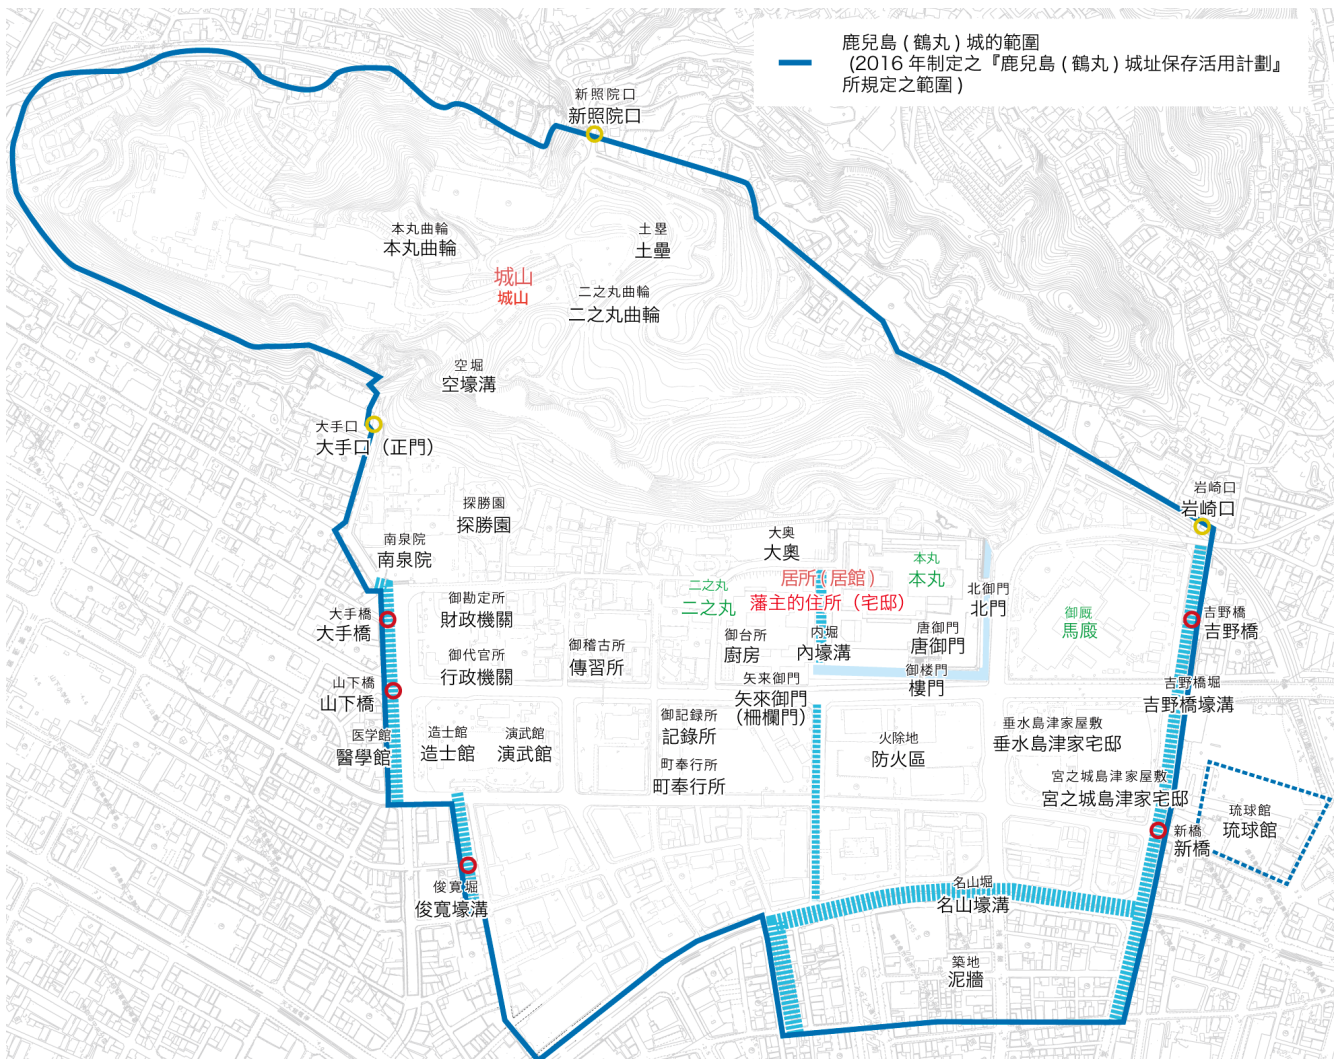 鹿兒島(鶴丸)城的範圍
(2016年制定之『鹿兒島(鶴丸)城址保存活用計劃』
所規定之範圍)
新照院口
新照院口
本丸曲輪
本丸曲輪
土塁
土壘
城山
城山
二之丸曲輪
二之丸曲輪
空堀
空壕溝
大手口
大手口（正門）
岩崎口
岩崎口
探勝園
探勝園
南泉院
南泉院
大奥
大奧
居所(居館)
藩主的住所（宅邸）
本丸
本丸
二之丸
二之丸
北御門
北門
御厩
馬廄
大手橋
大手橋
御勘定所
財政機關
御代官所
行政機關
御稽古所
傳習所
御台所
廚房
内堀
內壕溝
唐御門
唐御門
御楼門
樓門
吉野橋
吉野橋
山下橋
山下橋
矢来御門
矢來御門
（柵欄門）
吉野橋堀
吉野橋壕溝
医学館
醫學館
造士館
造士館
演武館
演武館
御記録所
記錄所
町奉行所
町奉行所
火除地
防火區
垂水島津家屋敷
垂水島津家宅邸
宮之城島津家屋敷
宮之城島津家宅邸
新橋
新橋
琉球館
琉球館
俊寛堀
俊寬壕溝
名山堀
名山壕溝
築地
泥牆